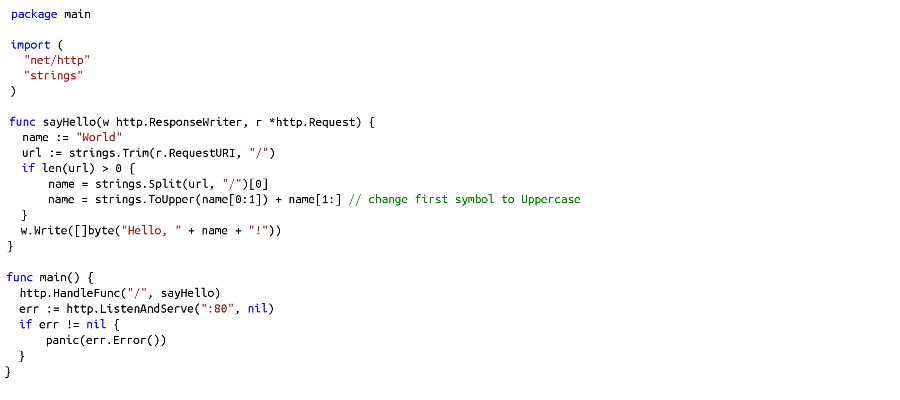 package main

import (
  "net/http"
  "strings"
)

func sayHello(w http.ResponseWriter, r *http.Request) {
  name := "World"
  url := strings.Trim(r.RequestURI, "/")
  if len(url) > 0 {
      name = strings.Split(url, "/")[0]
      name = strings.ToUpper(name[0:1]) + name[1:] // change first symbol to Uppercase
  }
  w.Write([]byte("Hello, " + name + "!"))
}

func main() {
  http.HandleFunc("/", sayHello)
  err := http.ListenAndServe(":80", nil)
  if err != nil {
      panic(err.Error())
  }
}